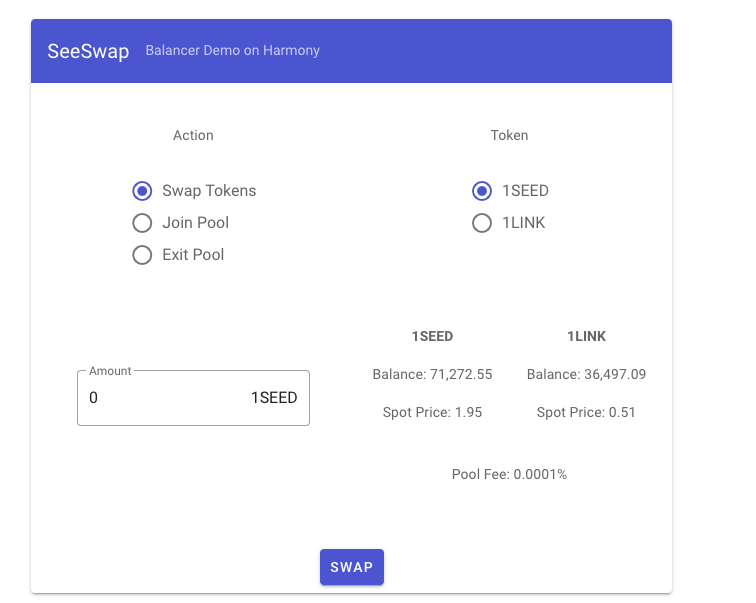 SeeSwap Balancer Demo on Harmony
Action
Token
Swap Tokens
Join Pool
Exit Pool
1SEED
1LINK
Amount
0 1SEED
1SEED 1LINK
Balance: 71,272.55 Balance: 36,497.09
Spot Price: 1.95 Spot Price: 0.51
Pool Fee: 0.0001%
SWAP